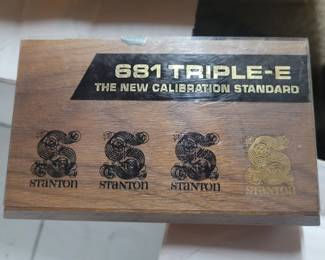 681 TRIPLE-E
THE NEW CALIBRATION STANDARD
STANTON STANTON STANTON STANTON